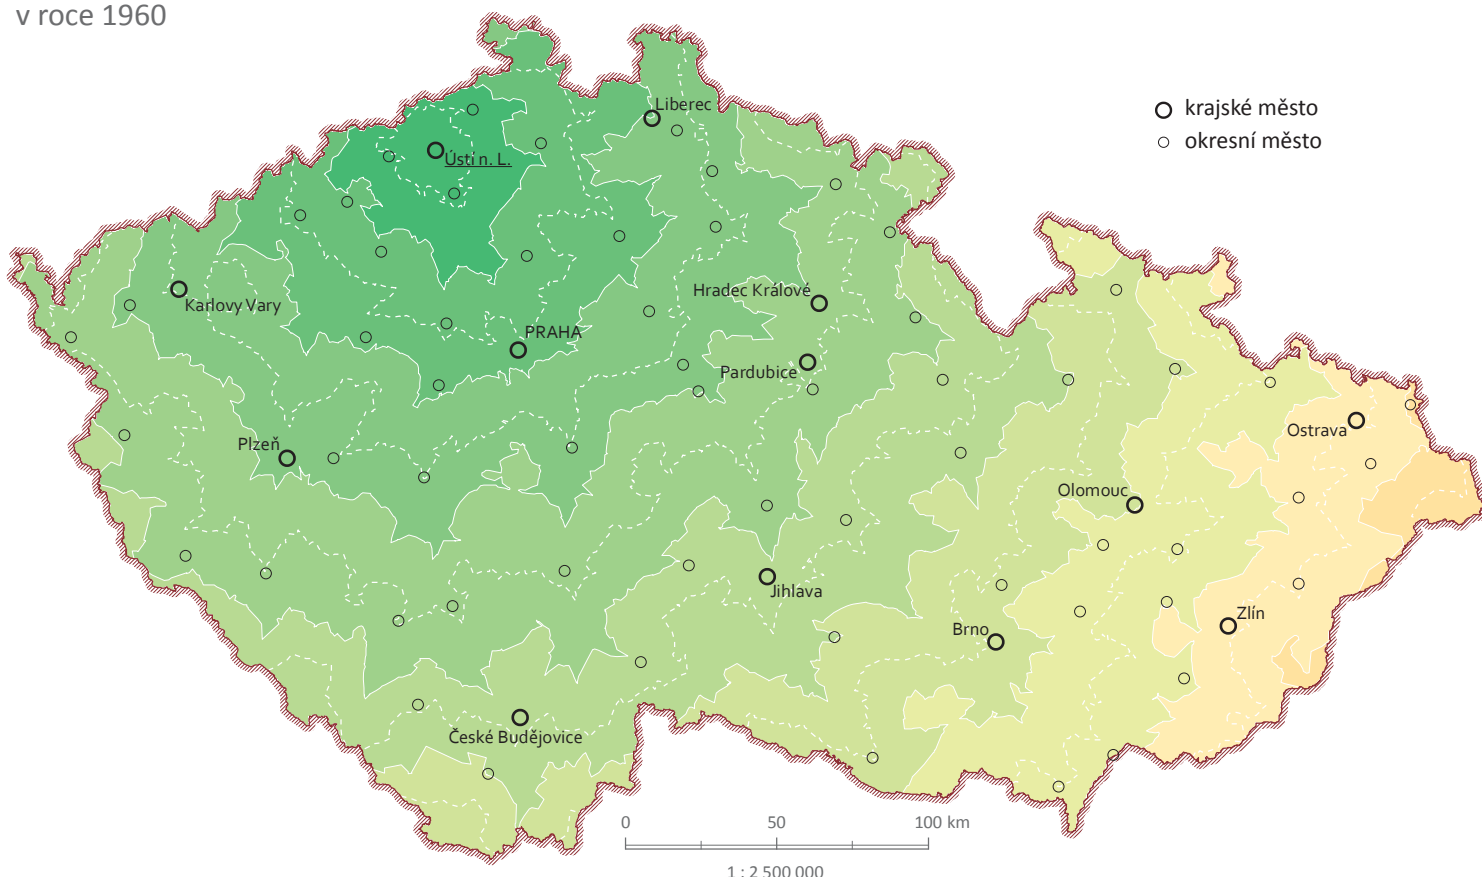 v roce 1960
krajské město
okresní město
Liberec
Ústí n. L.
Karlovy Vary
Hradec Králové
PRAHA
Pardubice
Plzeň
Ostrava
Olomouc
Jihlava
Zlín
Brno
České Budějovice
0 50 100 km
1 : 2 500 000